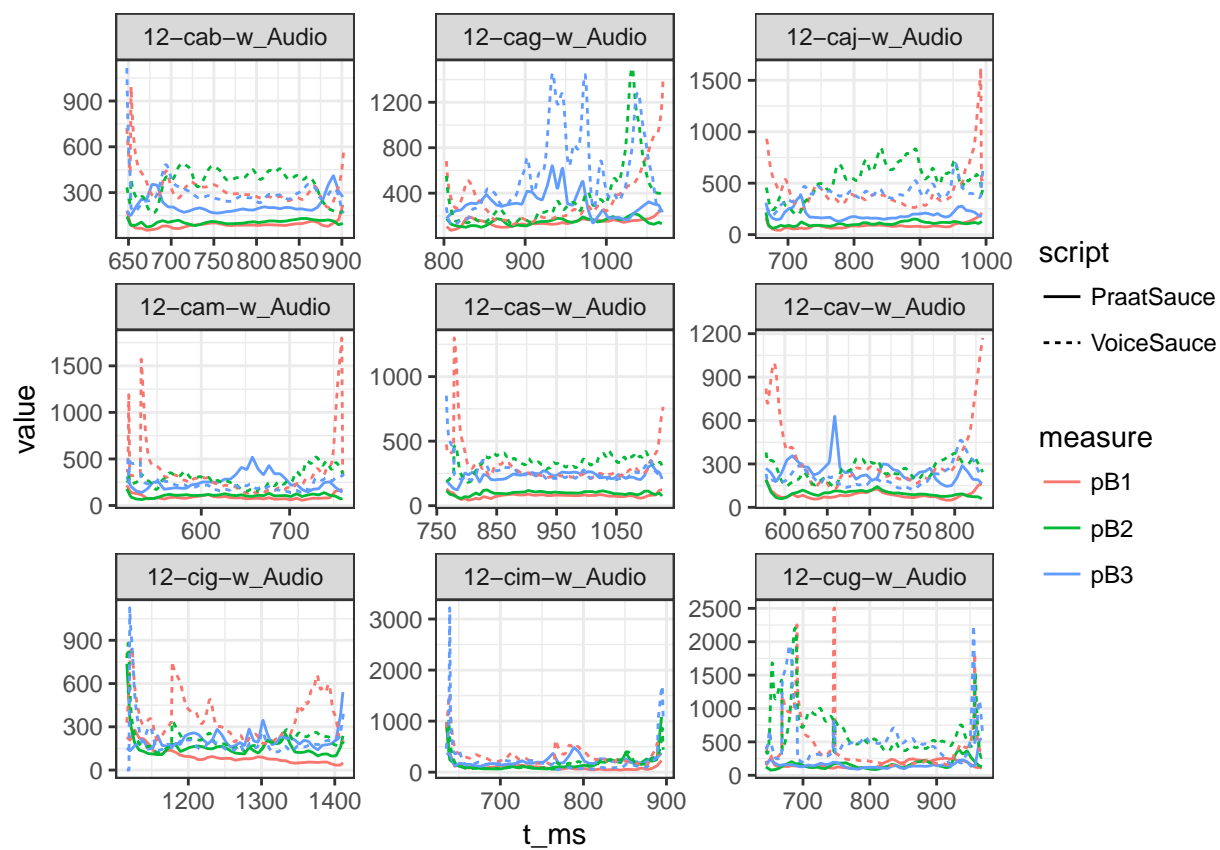 12−cab−w_Audio 12−cag−w_Audio 12−caj−w_Audio
900
600
300
1200
800
400
1500
1000
500
0
650 700 750 800 850 900
800 900 1000
700 800 900 1000
12−cam−w_Audio 12−cas−w_Audio 12−cav−w_Audio
1500
1000
500
0
1000
500
0
1200
900
600
300
0
600 700
750 850 950 1050
600 650 700 750 800
12−cig−w_Audio 12−cim−w_Audio 12−cug−w_Audio
900
600
300
0
3000
2000
1000
0
2500
2000
1500
1000
500
0
1200 1300 1400
700 800 900
700 800 900
t_ms
value
script
PraatSauce
VoiceSauce
measure
pB1
pB2
pB3